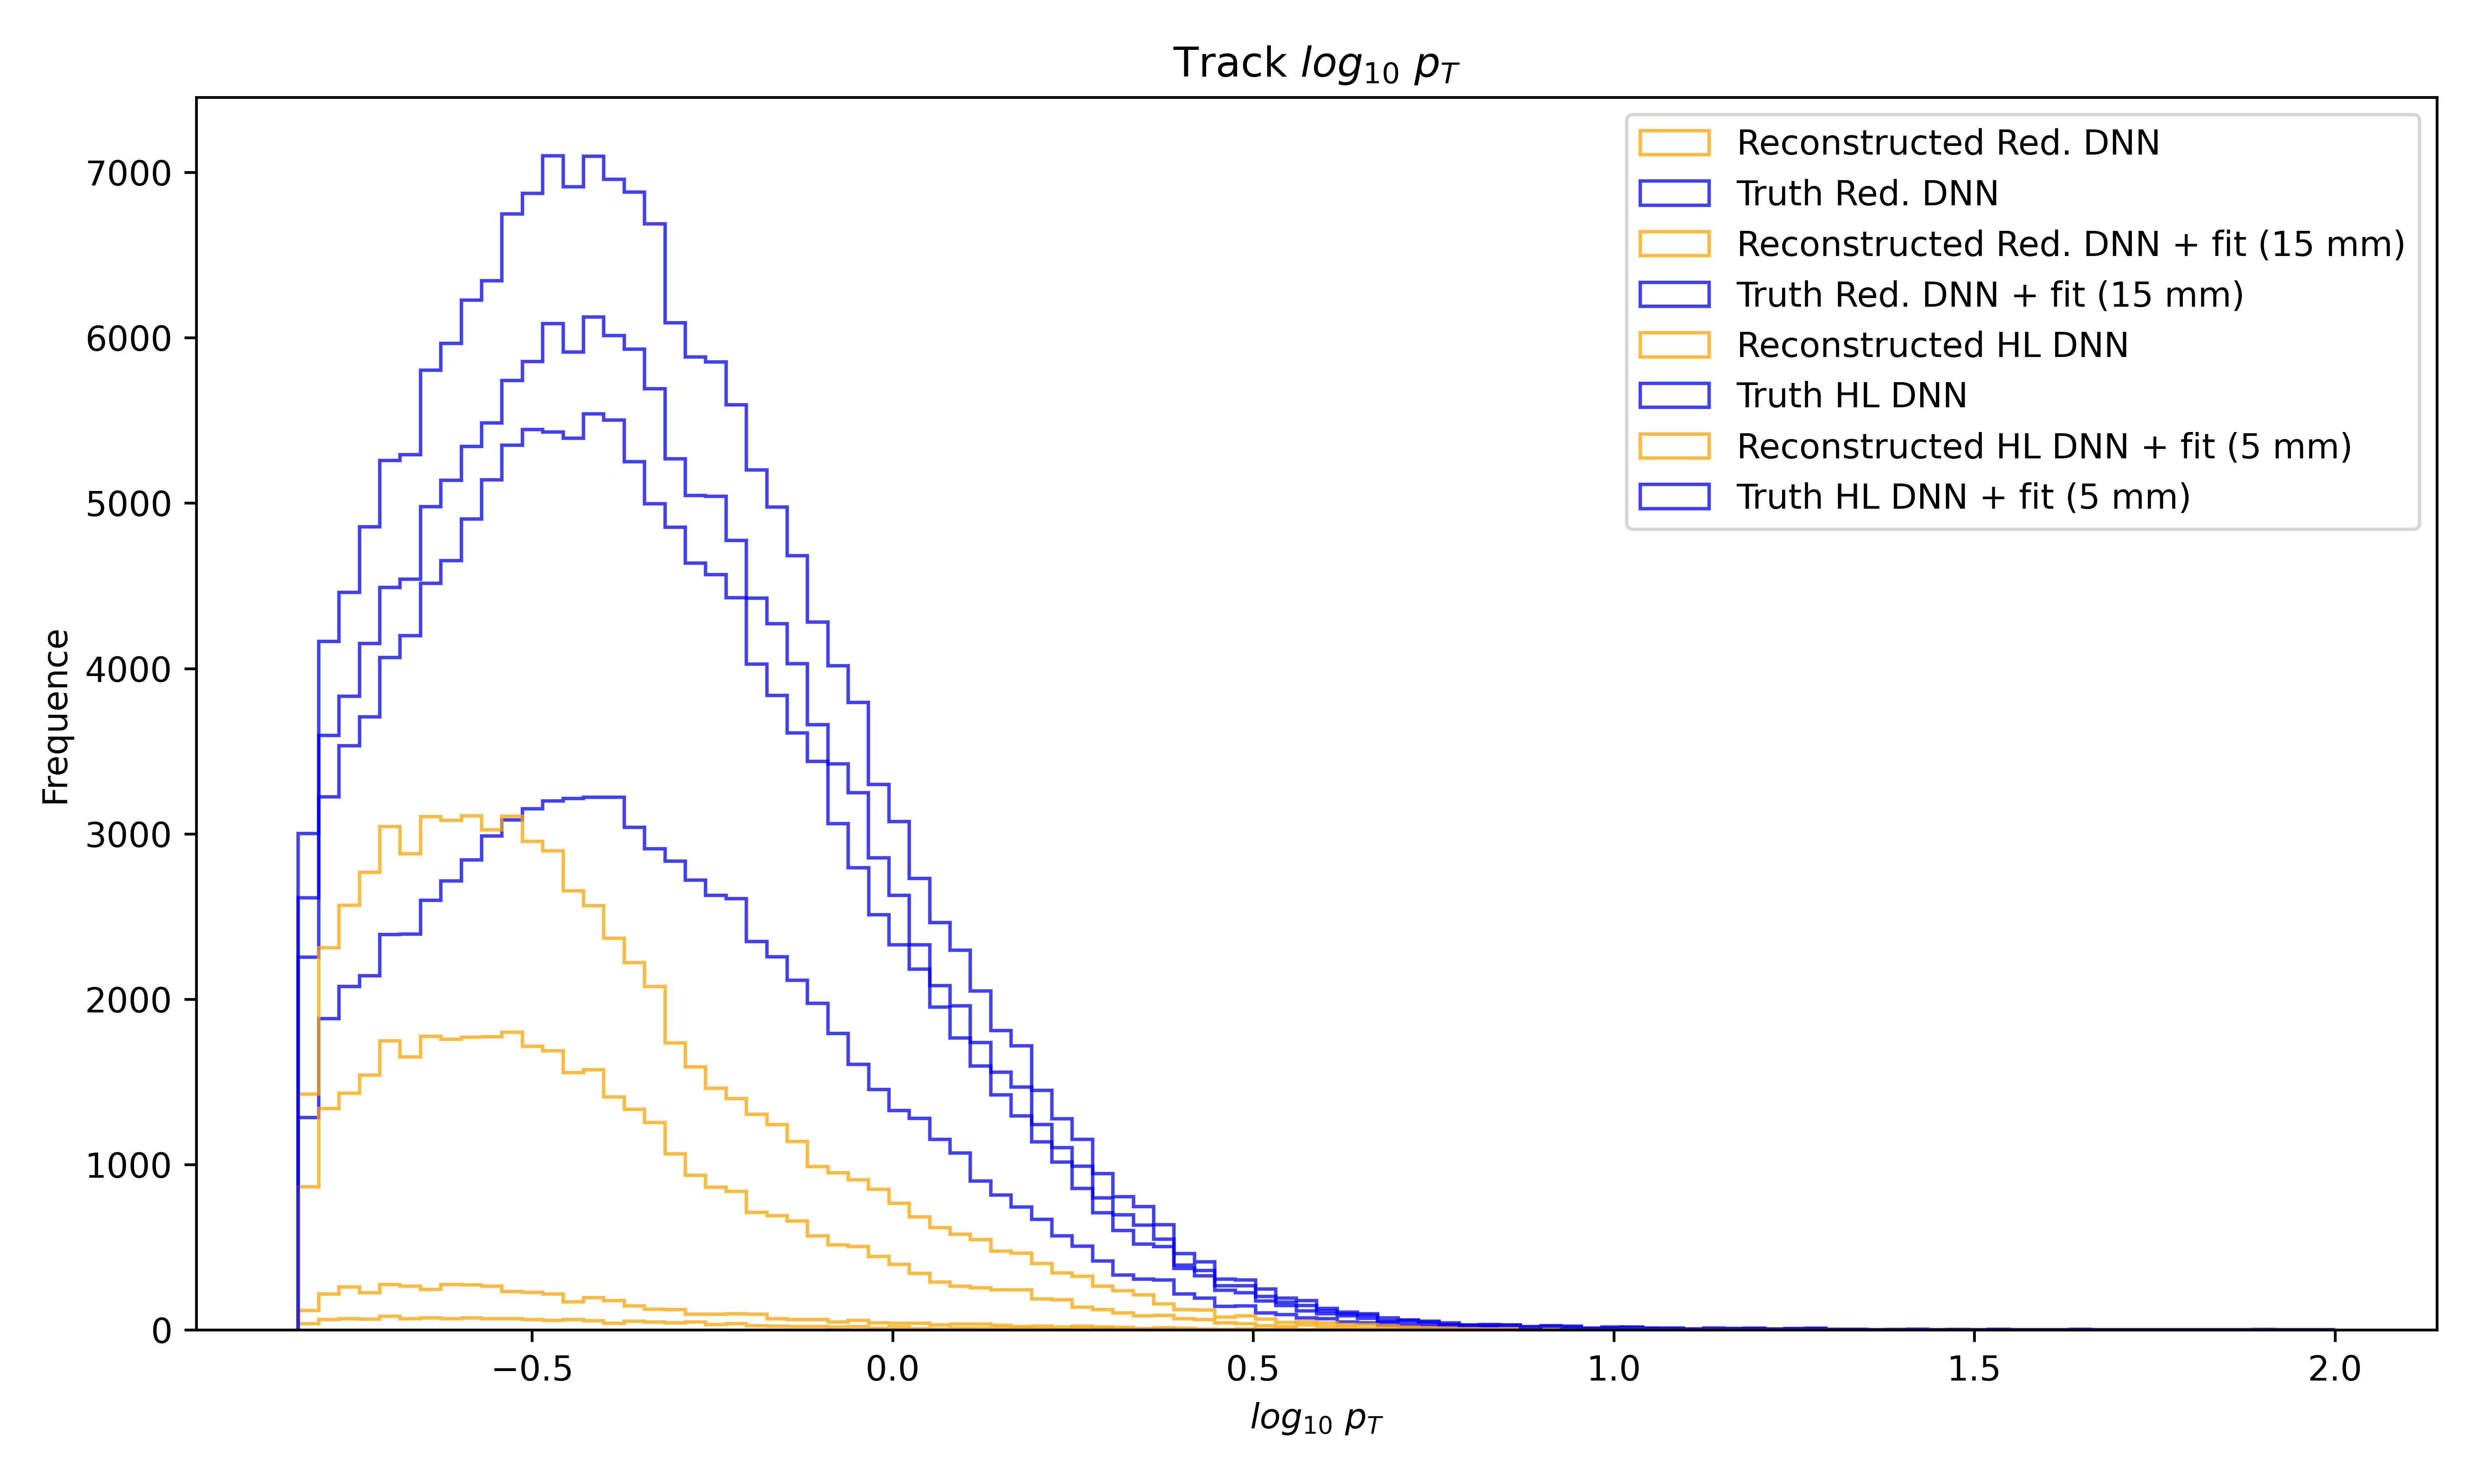 Track log₁₀ p_T
Frequence
7000
6000
5000
4000
3000
2000
1000
0
−0.5
0.0
0.5
1.0
1.5
2.0
log₁₀ p_T
Reconstructed Red. DNN
Truth Red. DNN
Reconstructed Red. DNN + fit (15 mm)
Truth Red. DNN + fit (15 mm)
Reconstructed HL DNN
Truth HL DNN
Reconstructed HL DNN + fit (5 mm)
Truth HL DNN + fit (5 mm)